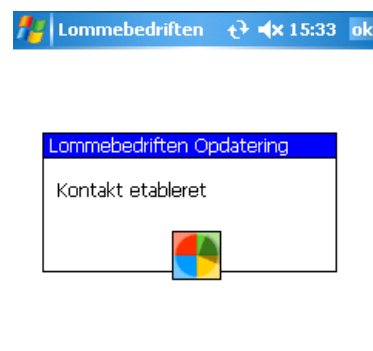 Lommebedriften 15:33 ok
Lommebedriften Opdatering
Kontakt etableret